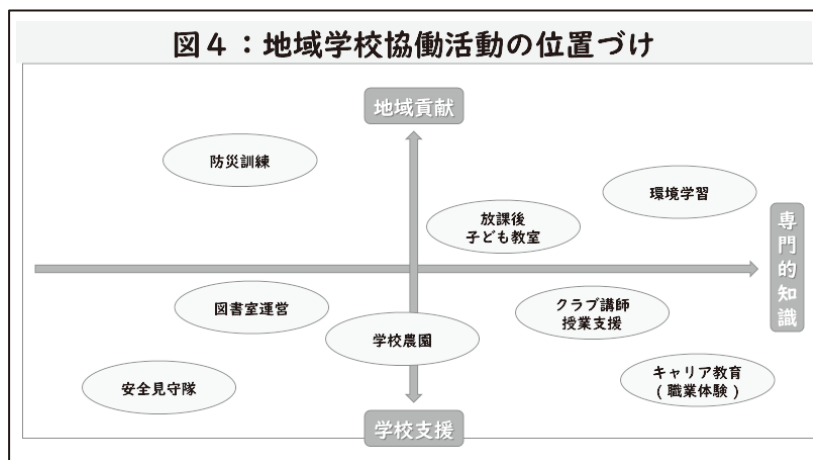 図4:地域学校協働活動の位置づけ
地域貢献
防災訓練
環境学習
放課後
子ども教室
専門的知識
図書室運営
クラブ講師
授業支援
学校農園
安全見守隊
キャリア教育
(職業体験)
学校支援